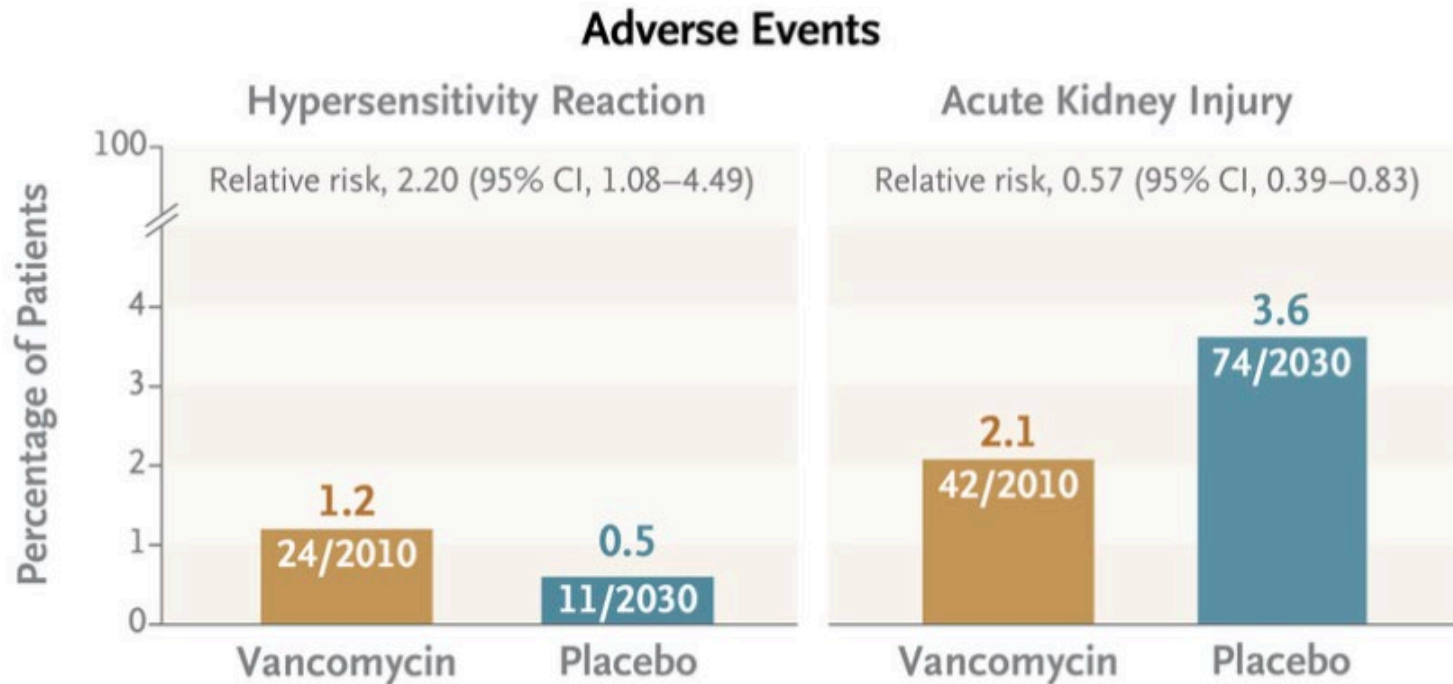 Adverse Events
Hypersensitivity Reaction
Acute Kidney Injury
Percentage of Patients
100
4
3
2
1
0
Relative risk, 2.20 (95% CI, 1.08–4.49)
1.2
24/2010
0.5
11/2030
Vancomycin
Placebo
Relative risk, 0.57 (95% CI, 0.39–0.83)
2.1
42/2010
3.6
74/2030
Vancomycin
Placebo